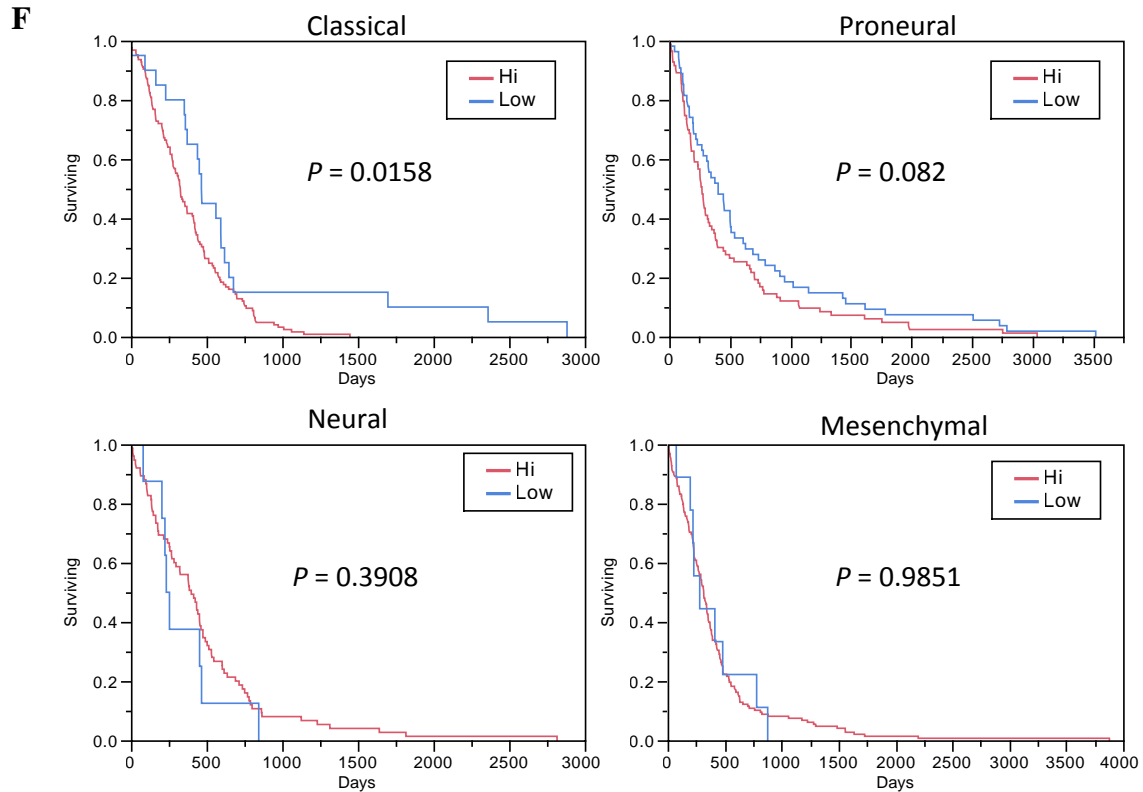 F
Classical
Surviving
1.0
0.8
0.6
0.4
0.2
0.0
Hi
Low
P = 0.0158
0 500 1000 1500 2000 2500 3000
Days
Proneural
Surviving
1.0
0.8
0.6
0.4
0.2
0.0
Hi
Low
P = 0.082
0 500 1000 1500 2000 2500 3000 3500
Days
Neural
Surviving
1.0
0.8
0.6
0.4
0.2
0.0
Hi
Low
P = 0.3908
0 500 1000 1500 2000 2500 3000
Days
Mesenchymal
Surviving
1.0
0.8
0.6
0.4
0.2
0.0
Hi
Low
P = 0.9851
0 500 1000 1500 2000 2500 3000 3500 4000
Days